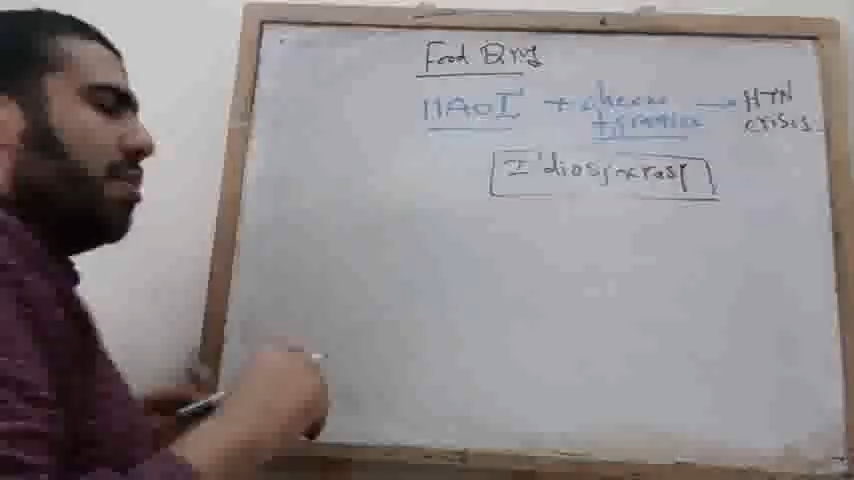 Food Drug
MAOI + cheese → HTN
tyramine crisis
Idiosyncrasy